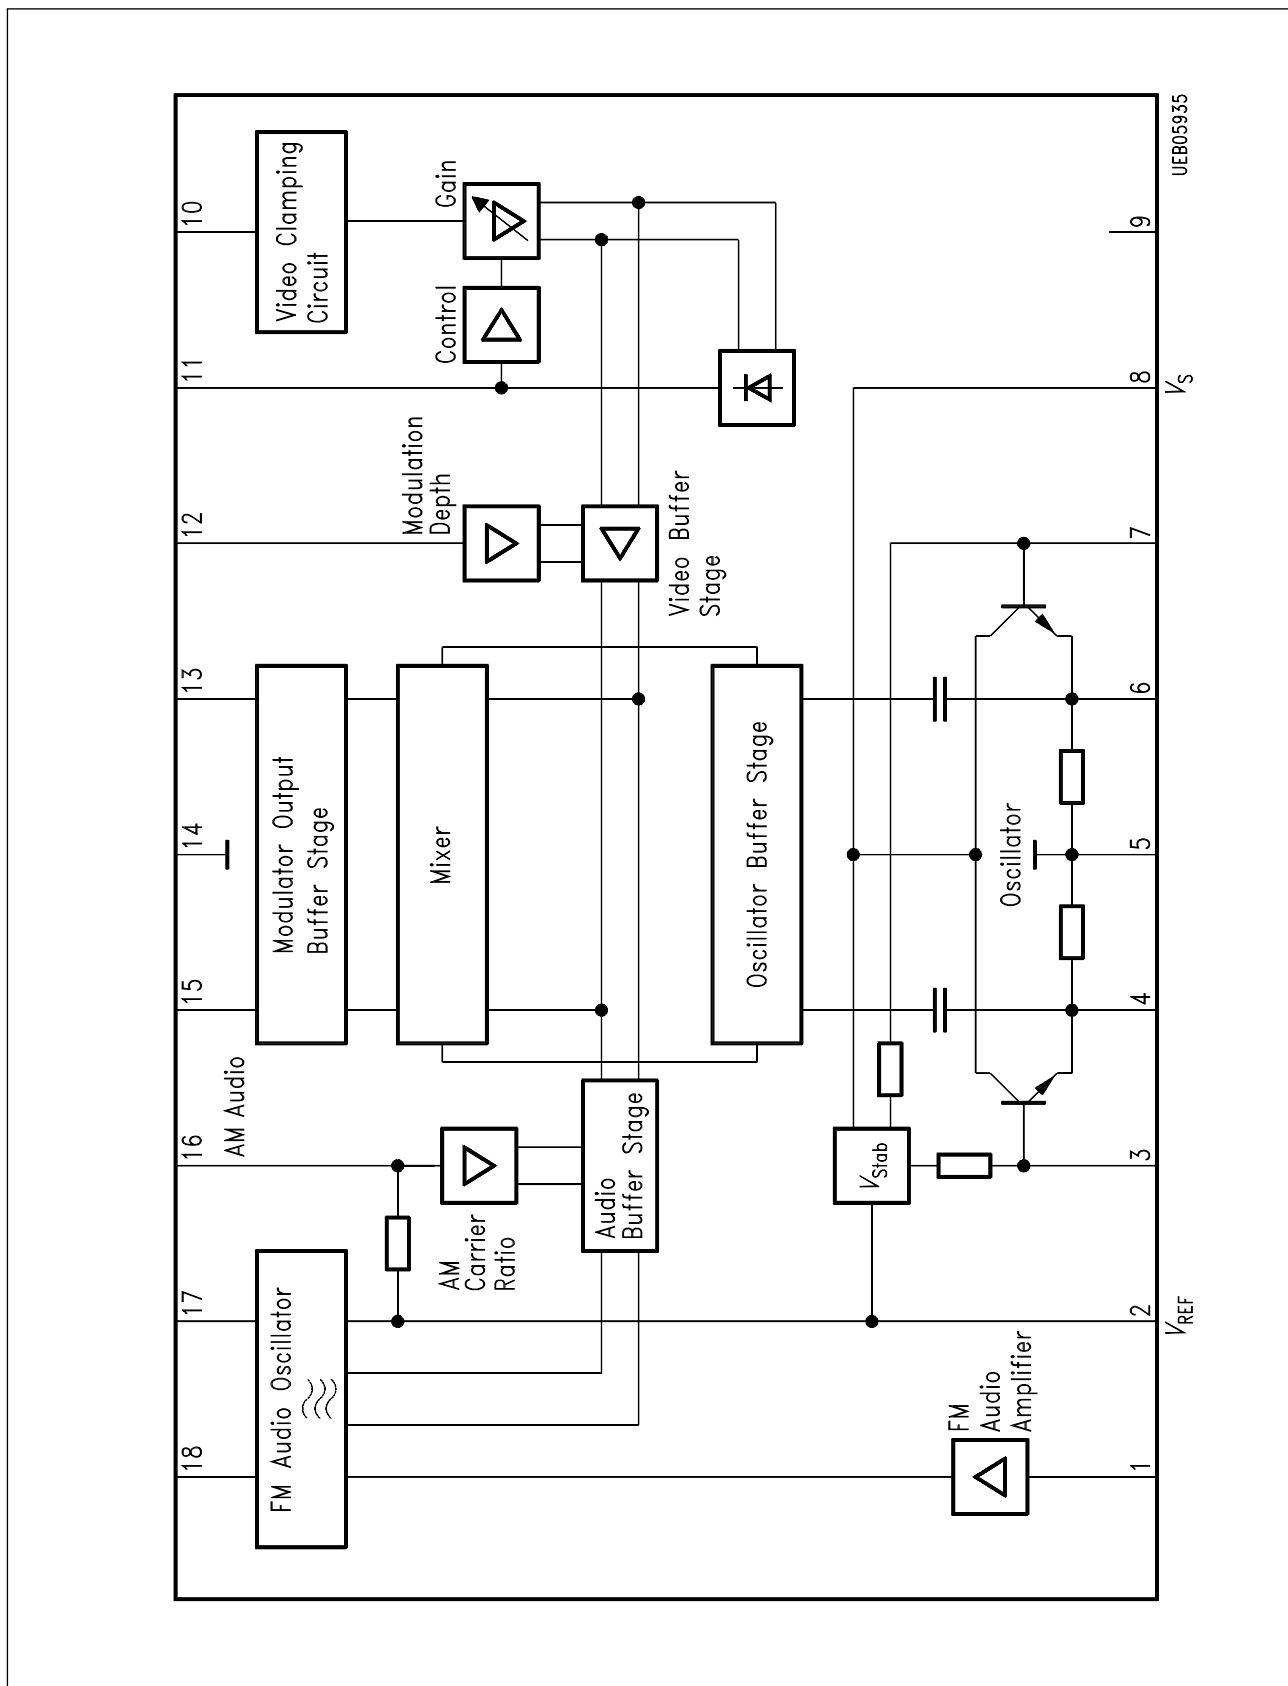 18
17
16
15
14
13
12
11
10
AM Audio
FM Audio Oscillator
Modulator Output
Buffer Stage
Video Clamping
Circuit
AM
Carrier
Ratio
Mixer
Modulation
Depth
Control
Gain
Audio
Buffer Stage
Video Buffer
Stage
Oscillator Buffer Stage
VStab
FM
Audio
Amplifier
Oscillator
1
2
3
4
5
6
7
8
9
VREF
VS
UEB05935